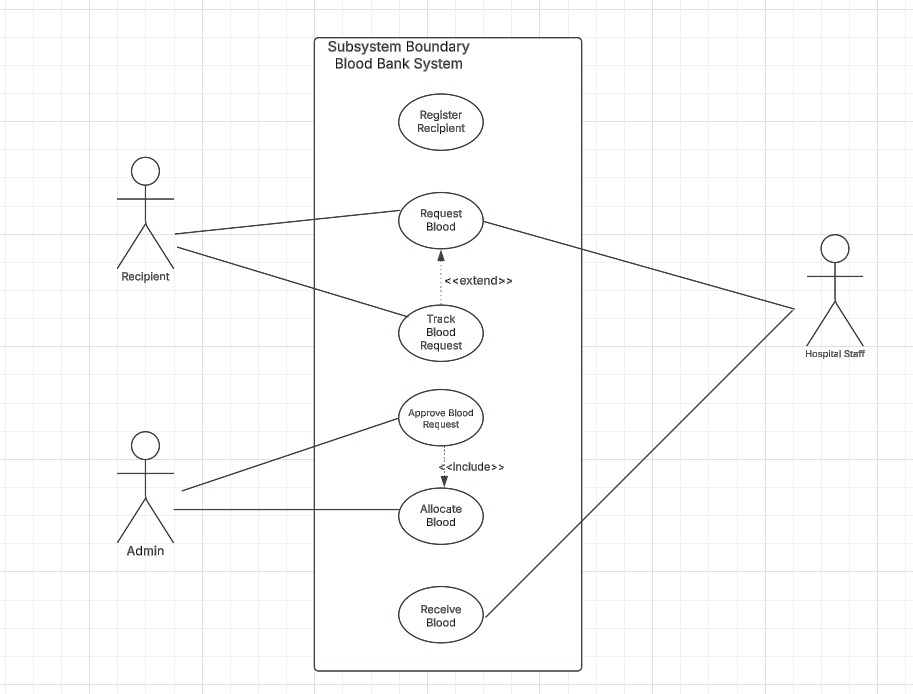 Subsystem Boundary
Blood Bank System
Register
Recipient
Request
Blood
Recipient
<<extend>>
Track
Blood
Request
Hospital Staff
Approve Blood
Request
<<include>>
Allocate
Blood
Admin
Receive
Blood